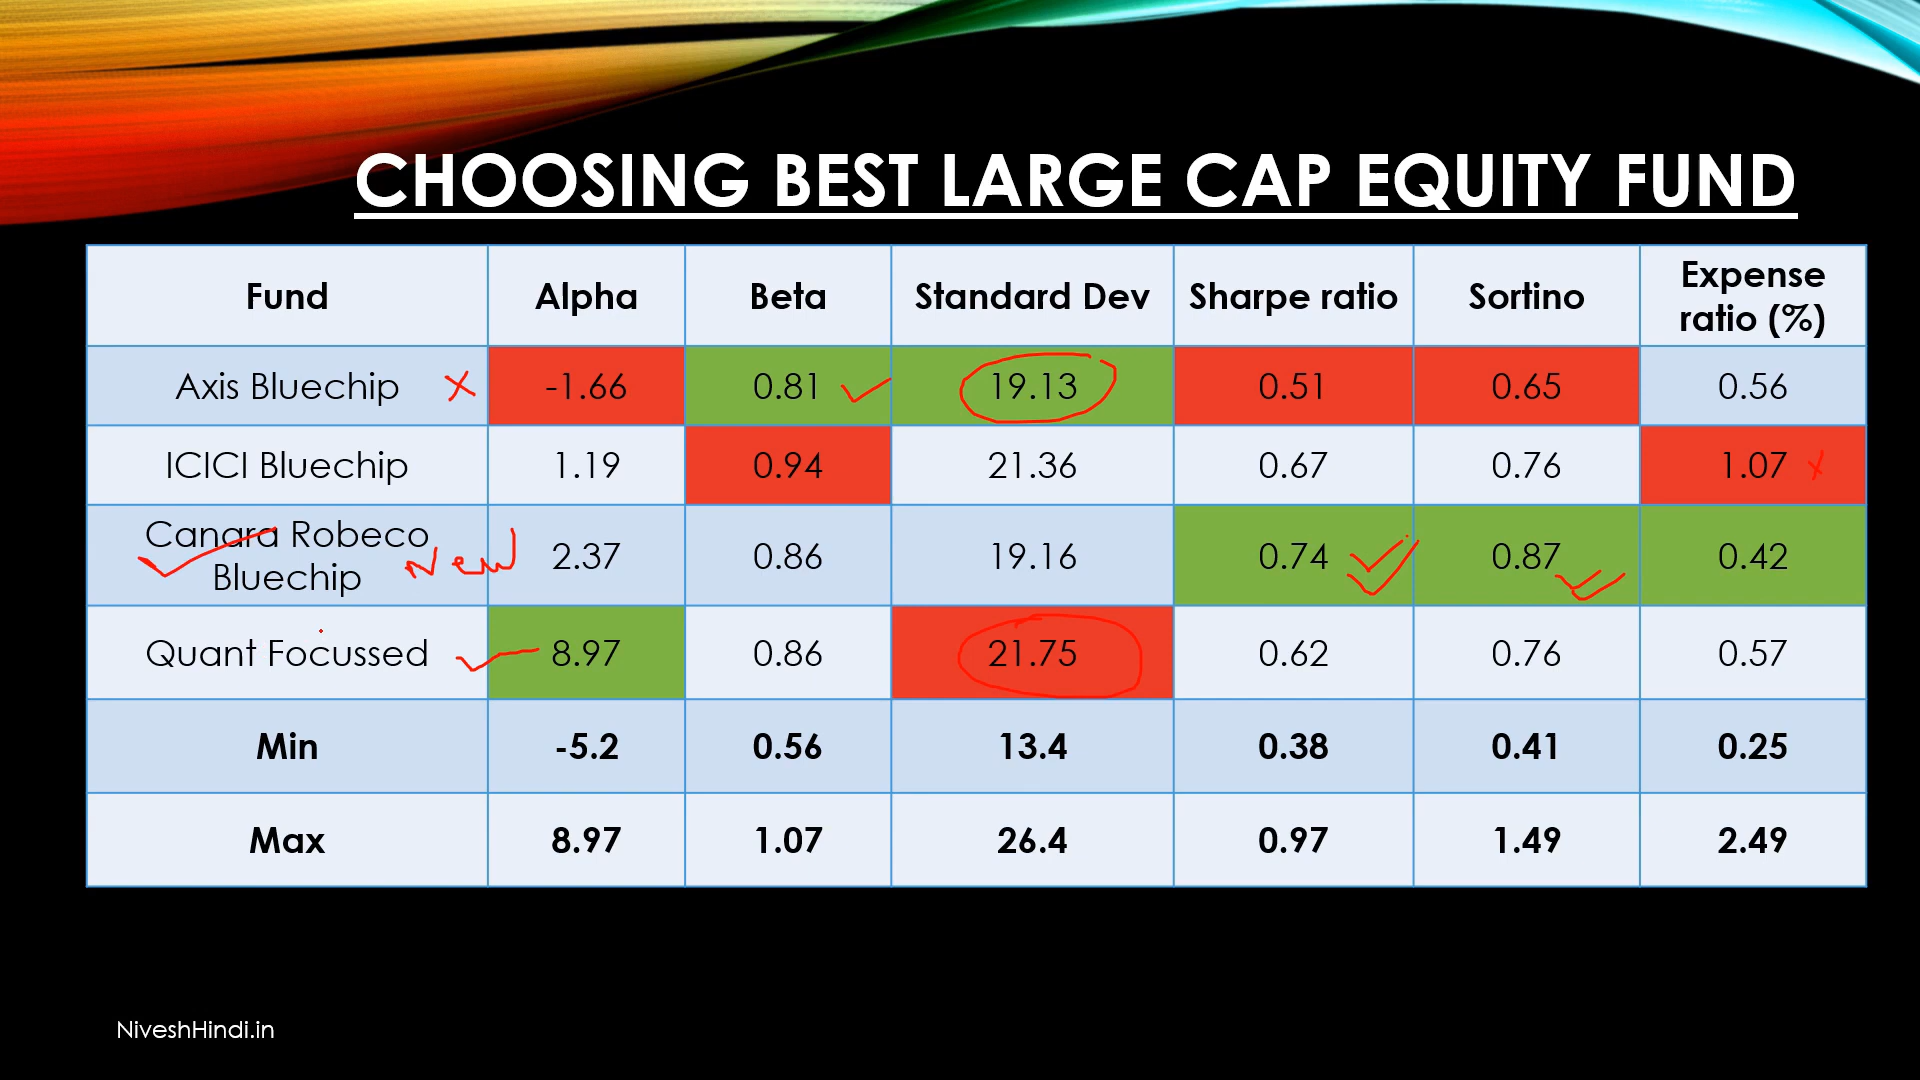 CHOOSING BEST LARGE CAP EQUITY FUND
Fund Alpha Beta Standard Dev Sharpe ratio Sortino Expense ratio (%)
Axis Bluechip -1.66 0.81 19.13 0.51 0.65 0.56
ICICI Bluechip 1.19 0.94 21.36 0.67 0.76 1.07
Canara Robeco
Bluechip New 2.37 0.86 19.16 0.74 0.87 0.42
Quant Focussed 8.97 0.86 21.75 0.62 0.76 0.57
Min -5.2 0.56 13.4 0.38 0.41 0.25
Max 8.97 1.07 26.4 0.97 1.49 2.49
NiveshHindi.in